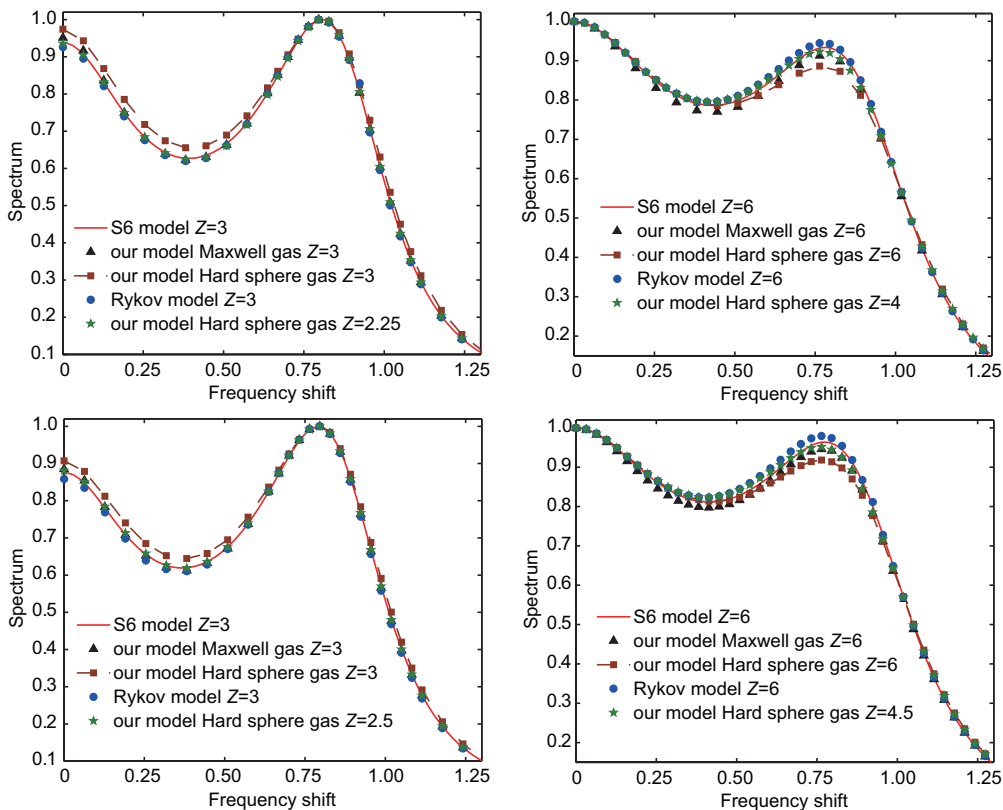 Spectrum
1.0
0.9
0.8
0.7
0.6
0.5
0.4
0.3
0.2
0.1
S6 model Z=3
our model Maxwell gas Z=3
our model Hard sphere gas Z=3
Rykov model Z=3
our model Hard sphere gas Z=2.25
0
0.25
0.50
0.75
1.00
1.25
Frequency shift
Spectrum
1.0
0.9
0.8
0.7
0.6
0.5
0.4
0.3
0.2
S6 model Z=6
our model Maxwell gas Z=6
our model Hard sphere gas Z=6
Rykov model Z=6
our model Hard sphere gas Z=4
0
0.25
0.50
0.75
1.00
1.25
Frequency shift
Spectrum
1.0
0.9
0.8
0.7
0.6
0.5
0.4
0.3
0.2
0.1
S6 model Z=3
our model Maxwell gas Z=3
our model Hard sphere gas Z=3
Rykov model Z=3
our model Hard sphere gas Z=2.5
0
0.25
0.50
0.75
1.00
1.25
Frequency shift
Spectrum
1.0
0.9
0.8
0.7
0.6
0.5
0.4
0.3
0.2
S6 model Z=6
our model Maxwell gas Z=6
our model Hard sphere gas Z=6
Rykov model Z=6
our model Hard sphere gas Z=4.5
0
0.25
0.50
0.75
1.00
1.25
Frequency shift